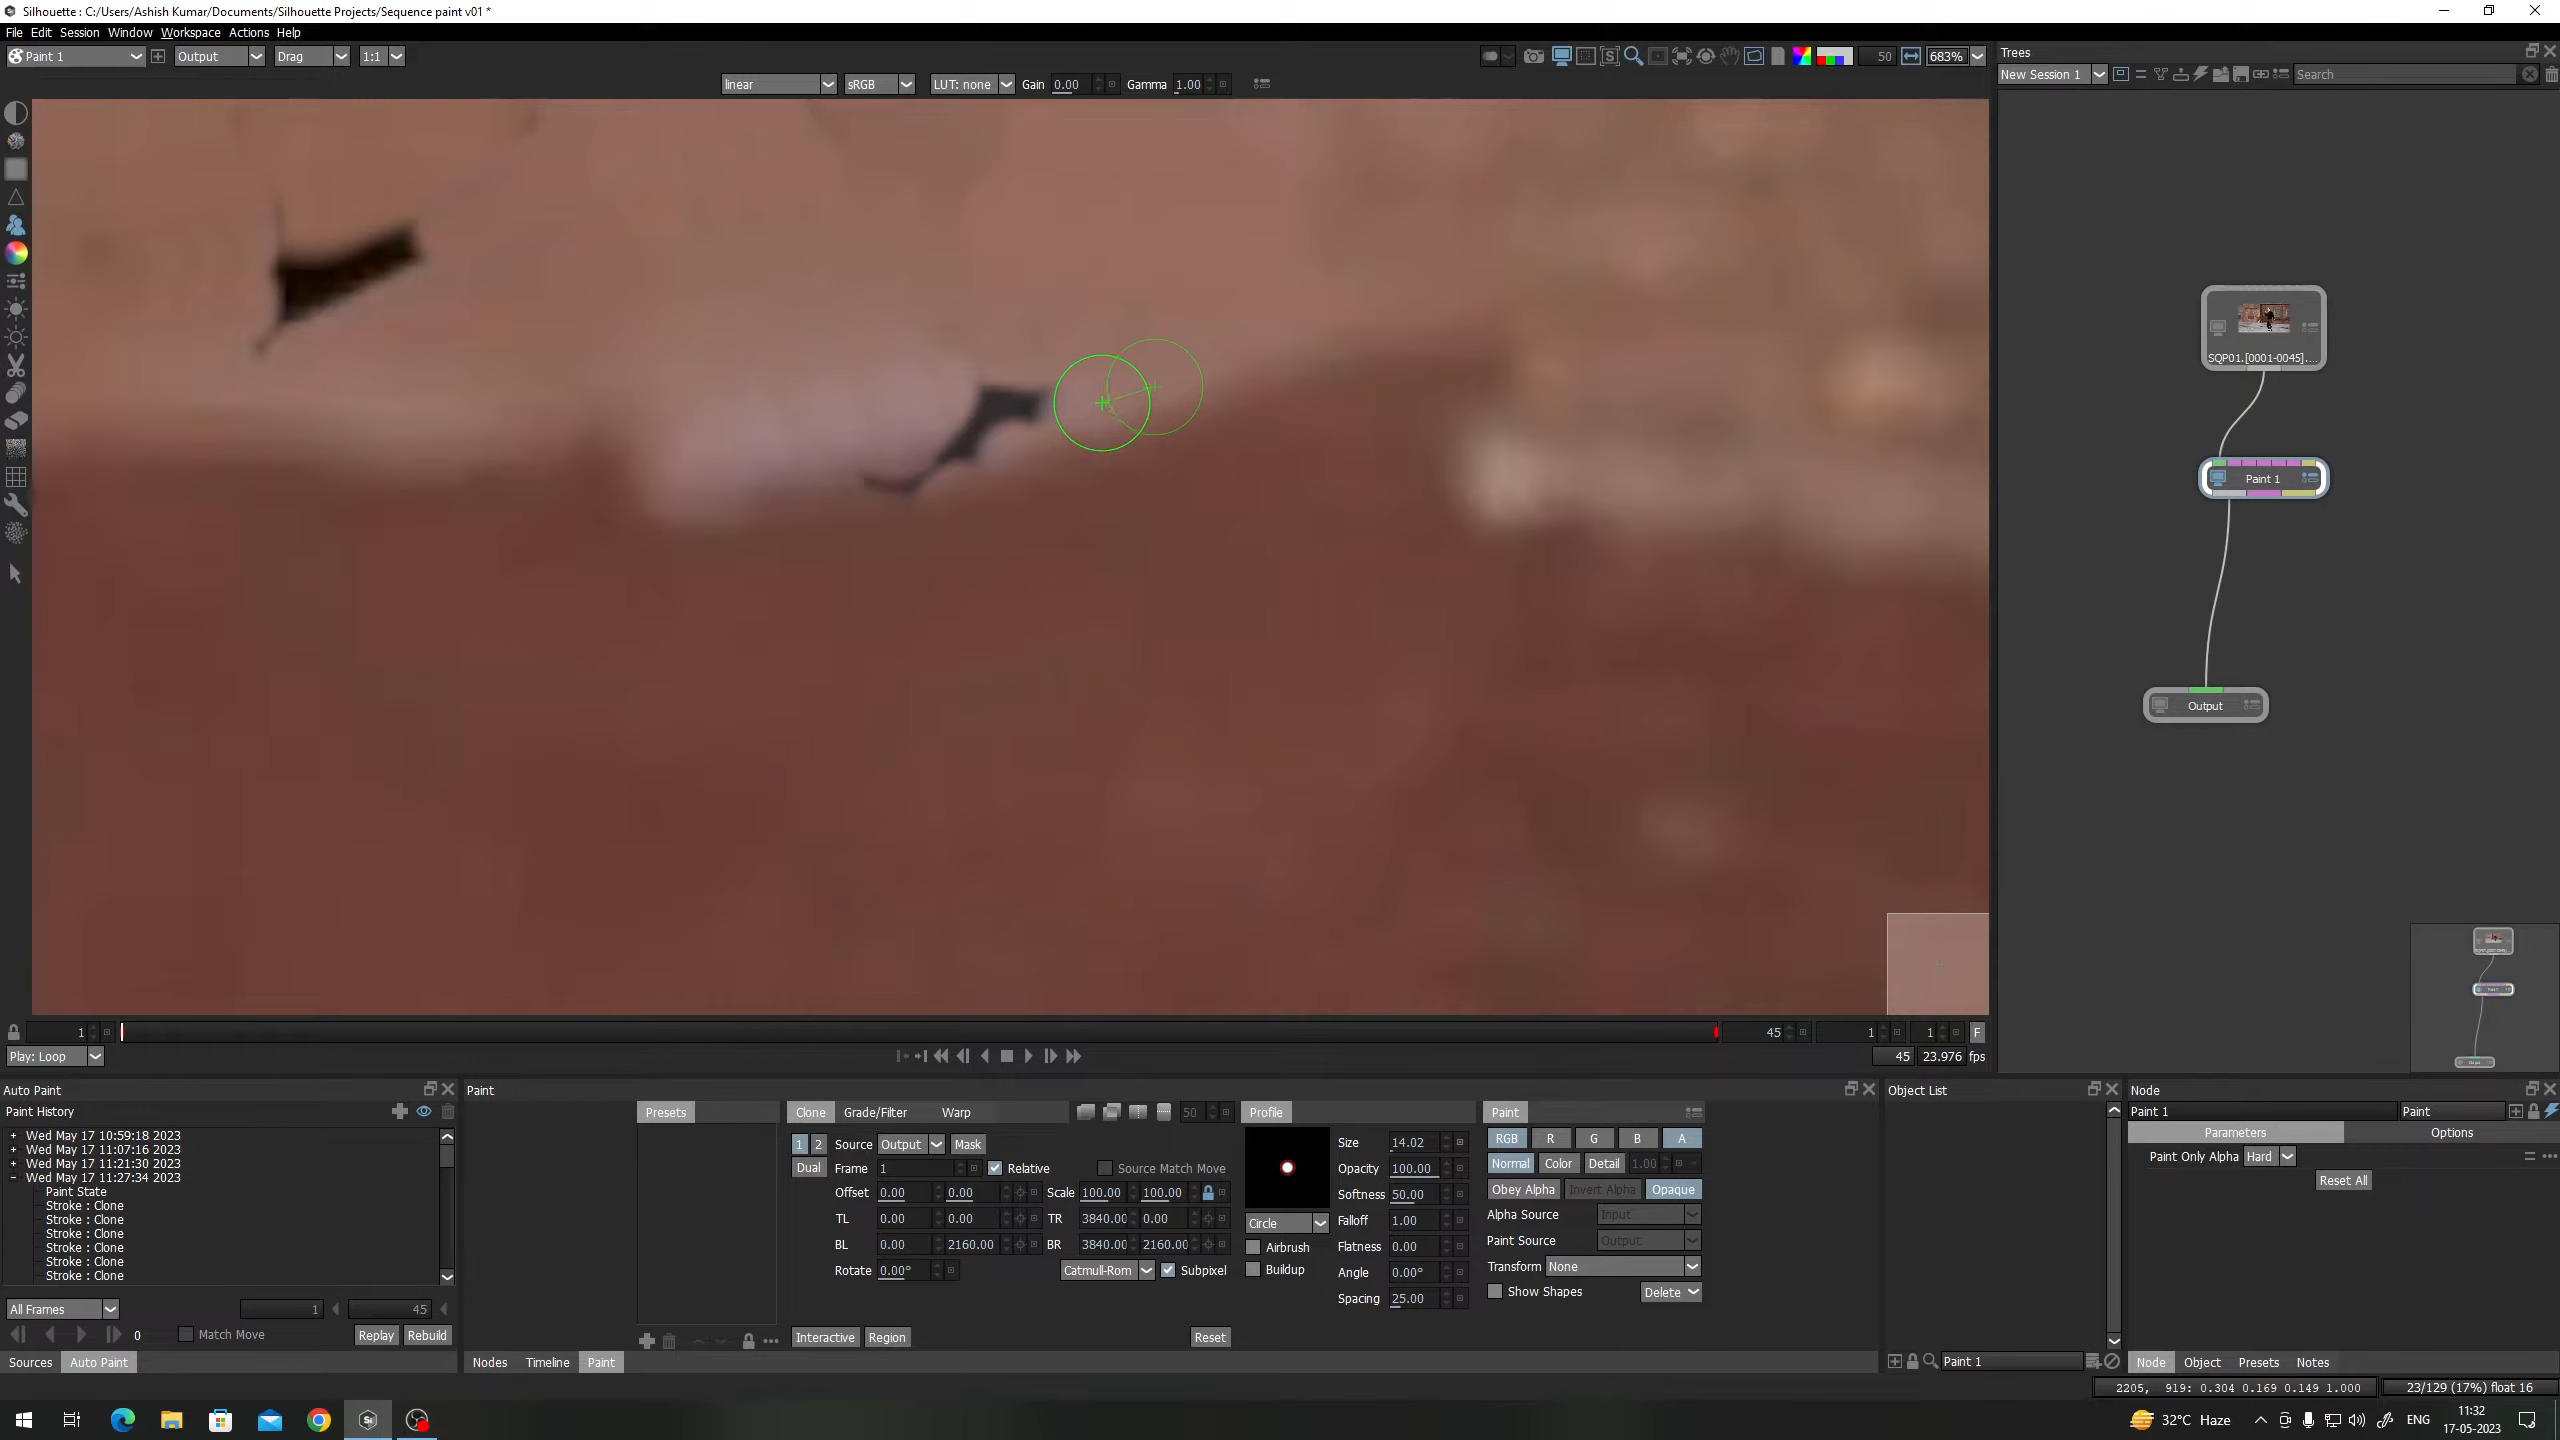 Silhouette : C:/Users/Ashish Kumar/Documents/Silhouette Projects/Sequence paint v01 *
File Edit Session Window Workspace Actions Help
Paint 1 Output Drag 1:1 50 683%
linear sRGB LUT: none Gain 0.00 Gamma 1.00
Trees
New Session 1 Search
SQP01.[0001-0045]....
Paint 1
Output
1 45 1 1 F
Play: Loop 45 23.976 fps
Auto Paint
Paint History
Wed May 17 10:59:18 2023
Wed May 17 11:07:16 2023
Wed May 17 11:21:30 2023
Wed May 17 11:27:34 2023
Paint State
Stroke : Clone
Stroke : Clone
Stroke : Clone
Stroke : Clone
Stroke : Clone
Stroke : Clone
All Frames 1 45
0 Match Move Replay Rebuild
Sources Auto Paint
Paint
Presets
Clone Grade/Filter Warp 50
1 2 Source Output Mask
Dual Frame 1 Relative Source Match Move
Offset 0.00 0.00 Scale 100.00 100.00
TL 0.00 0.00 TR 3840.00 0.00
BL 0.00 2160.00 BR 3840.00 2160.00
Rotate 0.00° Catmull-Rom Subpixel
Interactive Region Reset
Profile
Circle
Airbrush
Buildup
Size 14.02
Opacity 100.00
Softness 50.00
Falloff 1.00
Flatness 0.00
Angle 0.00°
Spacing 25.00
Paint
RGB R G B A
Normal Color Detail 1.00
Obey Alpha Invert Alpha Opaque
Alpha Source Input
Paint Source Output
Transform None
Show Shapes Delete
Nodes Timeline Paint
Object List
Paint 1
Node
Paint 1 Paint
Parameters Options
Paint Only Alpha Hard
Reset All
Node Object Presets Notes
2205, 919: 0.304 0.169 0.149 1.000 23/129 (17%) float 16
32°C Haze ENG 11:32
17-05-2023